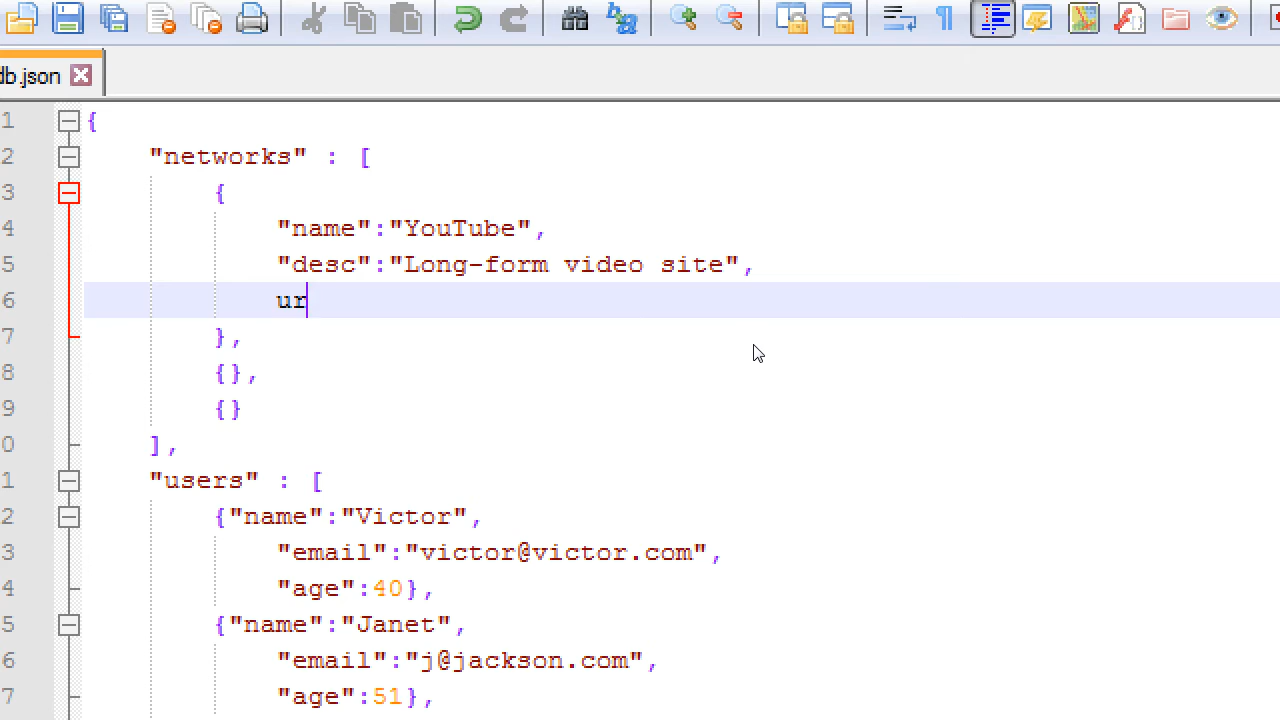 db.json
1 {
2 "networks" : [
3 {
4 "name":"YouTube",
5 "desc":"Long-form video site",
6 ur
7 },
8 {},
9 {}
0 ],
1 "users" : [
2 {"name":"Victor",
3 "email":"victor@victor.com",
4 "age":40},
5 {"name":"Janet",
6 "email":"j@jackson.com",
7 "age":51},